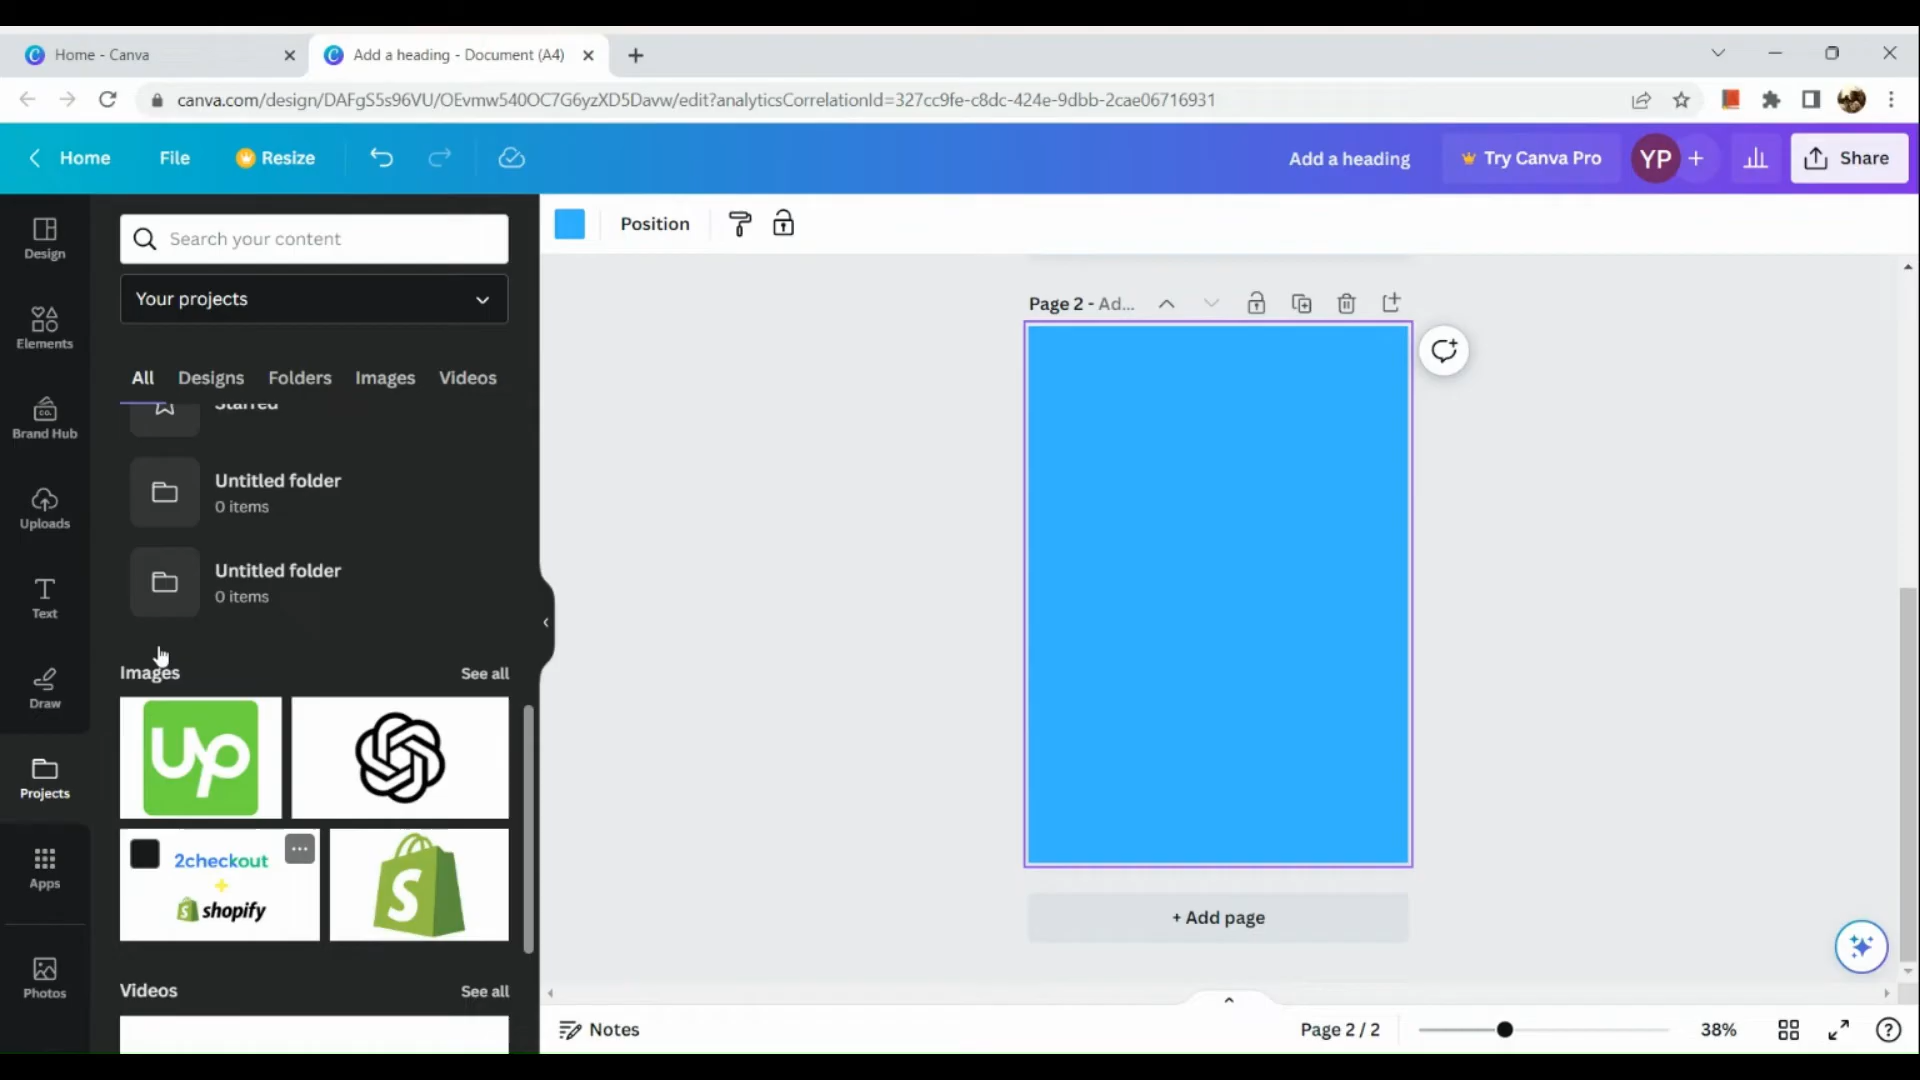 Home - Canva
Add a heading - Document (A4)
canva.com/design/DAFgS5s96VU/OEvmw540OC7G6yzXD5Davw/edit?analyticsCorrelationId=327cc9fe-c8dc-424e-9dbb-2cae06716931
Home
File
Resize
Add a heading
Try Canva Pro
YP
Share
Design
Elements
CO.
Brand Hub
Uploads
Text
Draw
Projects
Apps
Photos
Search your content
Your projects
All
Designs
Folders
Images
Videos
Starred
Untitled folder
0 items
Untitled folder
0 items
Images
See all
Up
2checkout
+
shopify
S
Videos
See all
Position
Page 2 - Ad...
+ Add page
Notes
Page 2 / 2
38%